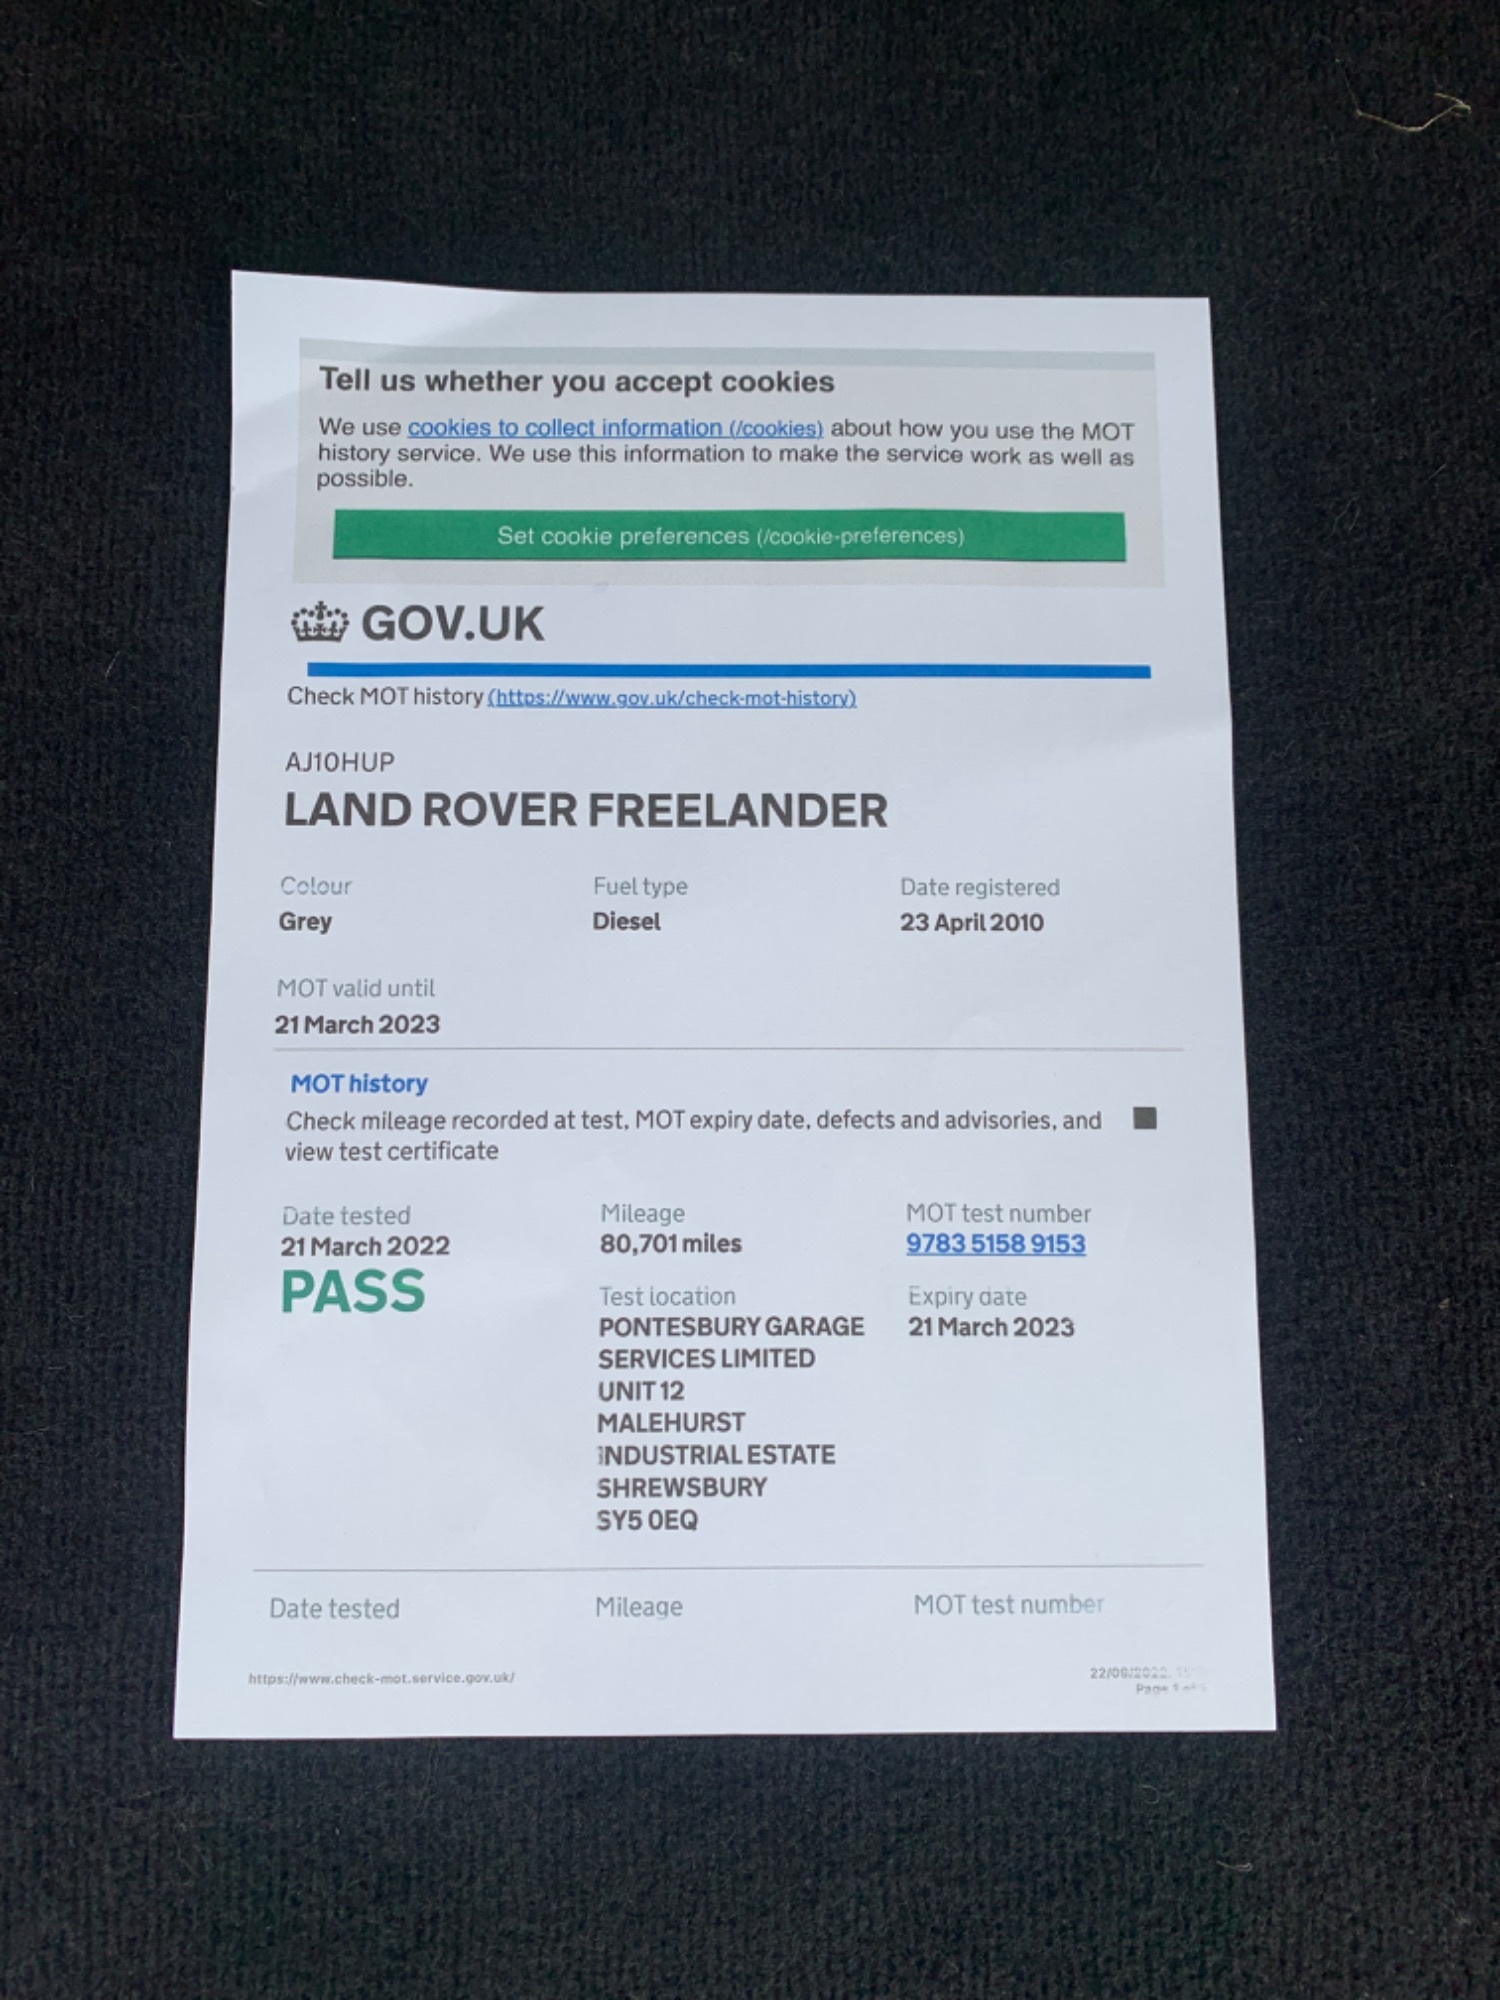 Tell us whether you accept cookies
We use cookies to collect information (/cookies) about how you use the MOT
history service. We use this information to make the service work as well as
possible.
Set cookie preferences (/cookie-preferences)
GOV.UK
Check MOT history (https://www.gov.uk/check-mot-history)
AJ10HUP
LAND ROVER FREELANDER
Colour Fuel type Date registered
Grey Diesel 23 April 2010
MOT valid until
21 March 2023
MOT history
Check mileage recorded at test, MOT expiry date, defects and advisories, and
view test certificate
Date tested Mileage MOT test number
21 March 2022 80,701 miles 9783 5158 9153
PASS
Test location Expiry date
PONTESBURY GARAGE 21 March 2023
SERVICES LIMITED
UNIT 12
MALEHURST
INDUSTRIAL ESTATE
SHREWSBURY
SY5 0EQ
Date tested Mileage MOT test number
https://www.check-mot.service.gov.uk/
Page 1 of